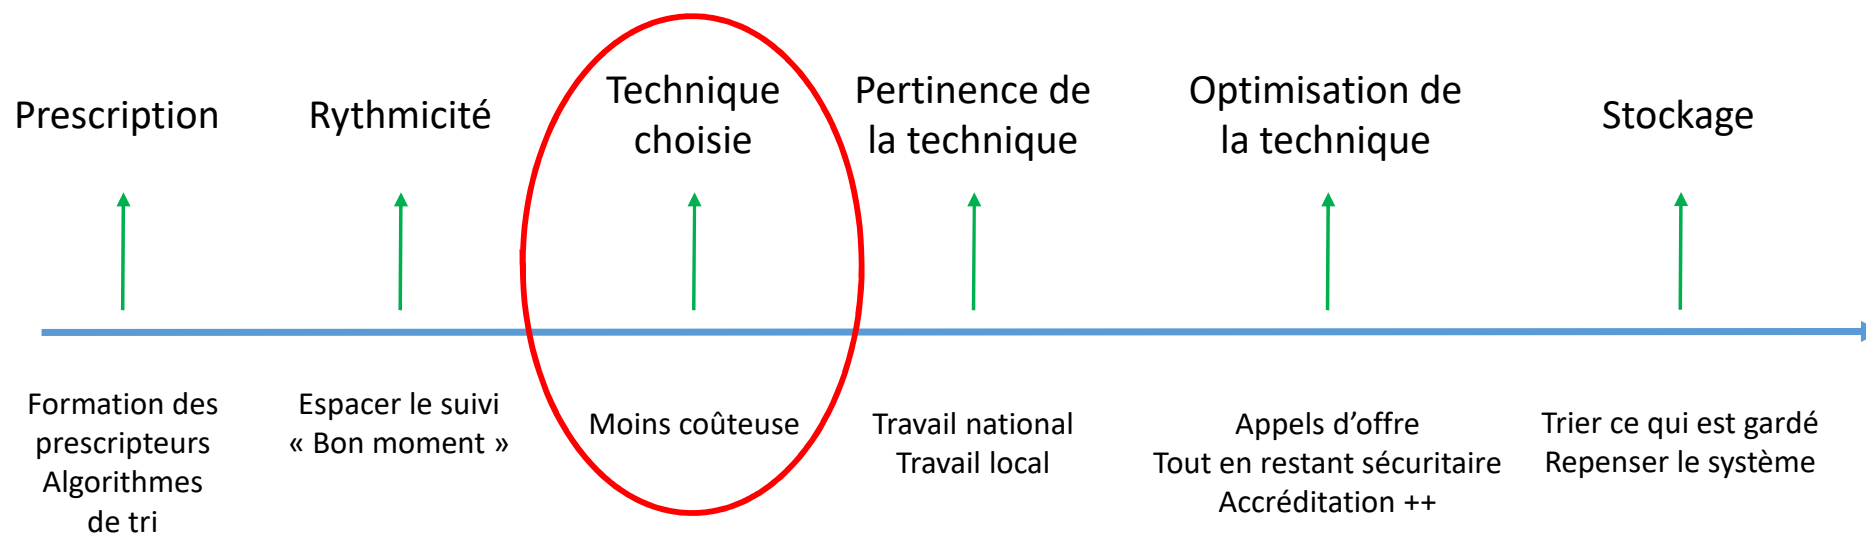 Prescription
Rythmicité
Technique
choisie
Pertinence de
la technique
Optimisation de
la technique
Stockage
Formation des
prescripteurs
Algorithmes
de tri
Espacer le suivi
« Bon moment »
Moins coûteuse
Travail national
Travail local
Appels d’offre
Tout en restant sécuritaire
Accréditation ++
Trier ce qui est gardé
Repenser le système